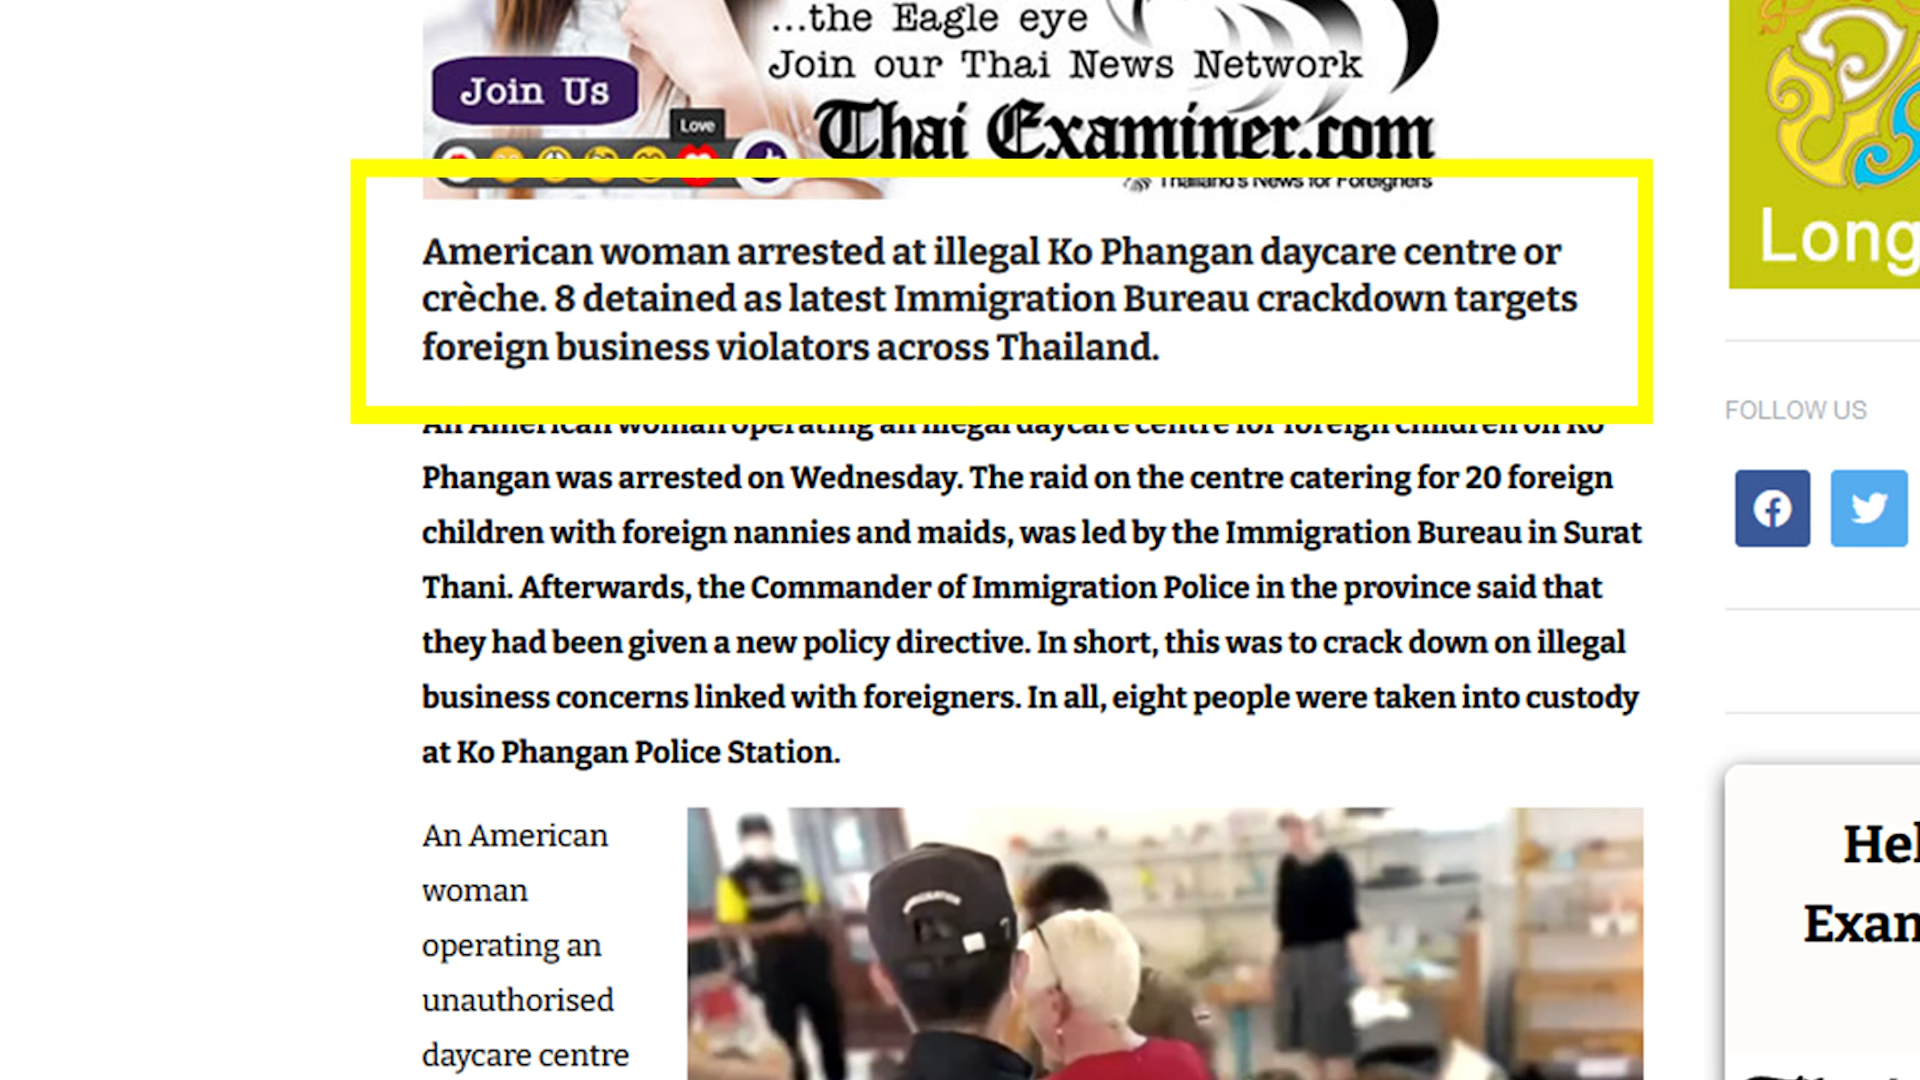 ...the Eagle eye
Join our Thai News Network
Join Us
Love
Thai Examiner.com
Thailand's News for Foreigners
American woman arrested at illegal Ko Phangan daycare centre or
crèche. 8 detained as latest Immigration Bureau crackdown targets
foreign business violators across Thailand.
An American woman operating an illegal daycare centre for foreign children on Ko
Phangan was arrested on Wednesday. The raid on the centre catering for 20 foreign
children with foreign nannies and maids, was led by the Immigration Bureau in Surat
Thani. Afterwards, the Commander of Immigration Police in the province said that
they had been given a new policy directive. In short, this was to crack down on illegal
business concerns linked with foreigners. In all, eight people were taken into custody
at Ko Phangan Police Station.
An American
woman
operating an
unauthorised
daycare centre
Long
FOLLOW US
Hel
Exan